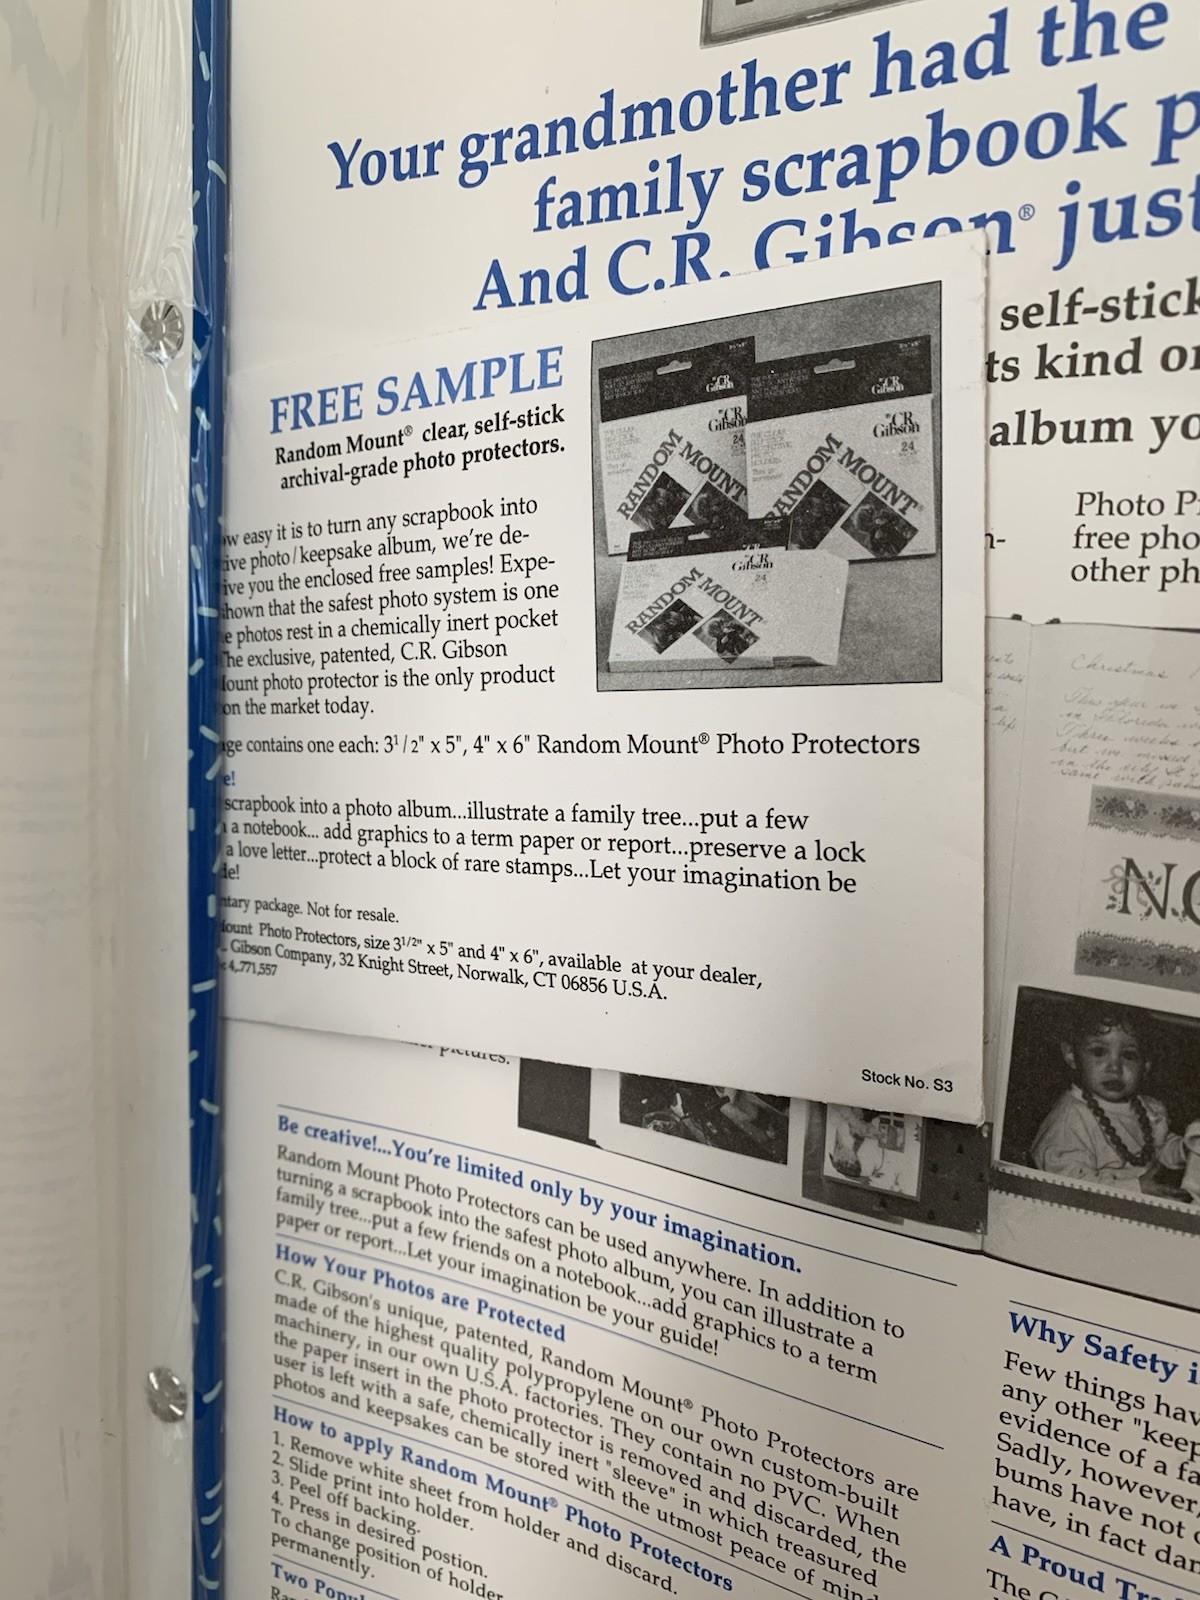 Your grandmother had the
family scrapbook
And C.R. Gibson® just
self-stick
kind
album
Photo
free
other
FREE SAMPLE
Random Mount® clear, self-stick
archival-grade photo protectors.
easy it is to turn any scrapbook into
photo/keepsake album, we're de-
you the enclosed free samples! Expe-
that the safest photo system is one
photos rest in a chemically inert pocket
The exclusive, patented, C.R. Gibson
photo protector is the only product
on the market today.
contains one each: 3 1/2" x 5", 4" x 6" Random Mount® Photo Protectors
scrapbook into a photo album...illustrate a family tree...put a few
a notebook... add graphics to a term paper or report...preserve a lock
a love letter...protect a block of rare stamps...Let your imagination be
package. Not for resale.
Photo Protectors, size 3 1/2" x 5" and 4" x 6", available at your dealer,
Gibson Company, 32 Knight Street, Norwalk, CT 06856 U.S.A.
4,771,557
Stock No. S3
CR
Gibson
24
RANDOM MOUNT
CR
Gibson
24
RANDOM MOUNT
CR
Gibson
24
RANDOM MOUNT
Christmas
pictures.
Be creative!...You're limited only by your imagination.
Random Mount Photo Protectors can be used anywhere. In addition to
turning a scrapbook into the safest photo album, you can illustrate a
family tree...put a few friends on a notebook...add graphics to a term
paper or report...Let your imagination be your guide!
How Your Photos are Protected
C.R. Gibson's unique, patented, Random Mount® Photo Protectors are
made of the highest quality polypropylene on our own custom-built
machinery, in our own U.S.A. factories. They contain no PVC. When
the paper insert in the photo protector is removed and discarded, the
user is left with a safe, chemically inert "sleeve" in which treasured
photos and keepsakes can be stored with the utmost peace of mind
How to apply Random Mount® Photo Protectors
1. Remove white sheet from holder and discard.
2. Slide print into holder.
3. Peel off backing.
4. Press in desired postion.
To change position of holder
permanently.
Two
Why Safety
Few things
any other
evidence of a
Sadly, however,
have not
have, in fact
A Proud
The